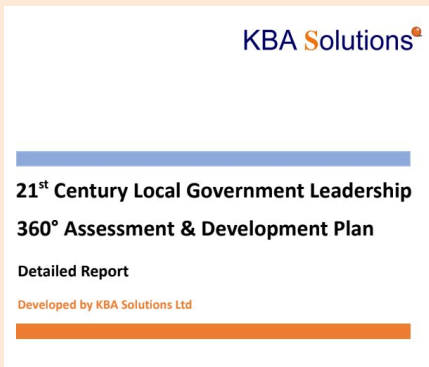 KBA Solutions
21st Century Local Government Leadership
360° Assessment & Development Plan
Detailed Report
Developed by KBA Solutions Ltd